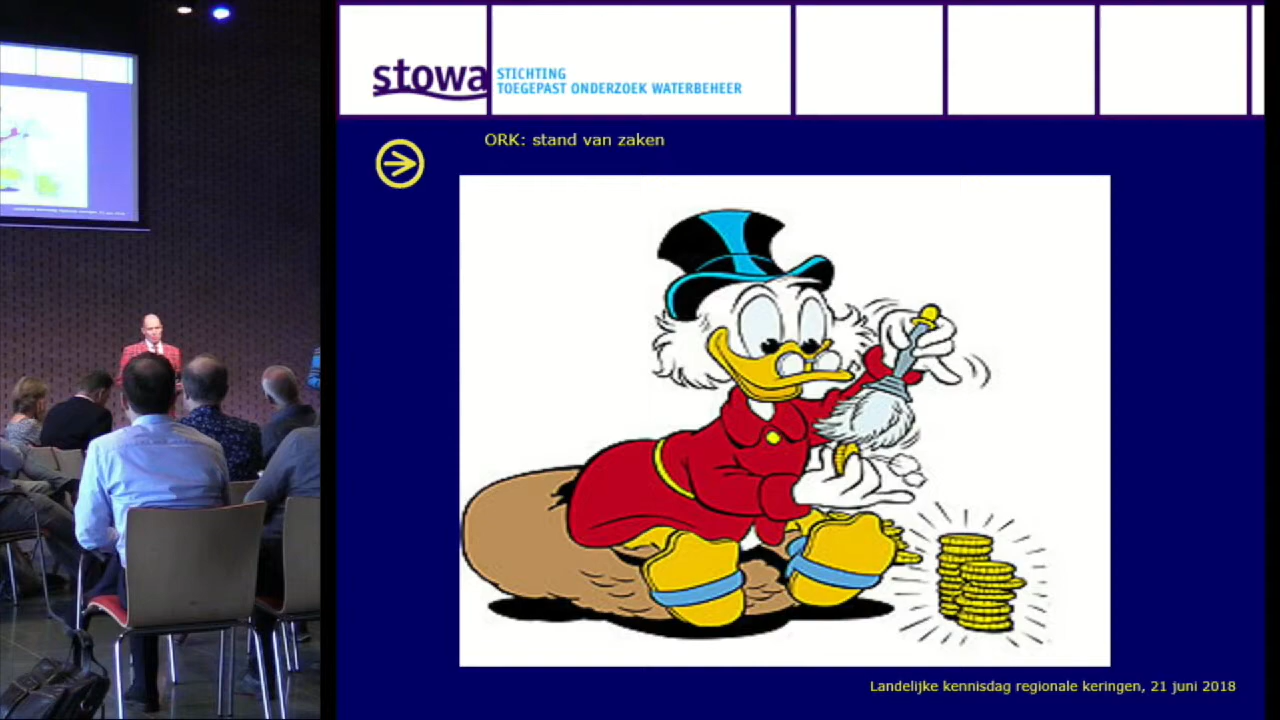 stowa
STICHTING
TOEGEPAST ONDERZOEK WATERBEHEER
ORK: stand van zaken
Landelijke kennisdag regionale keringen, 21 juni 2018